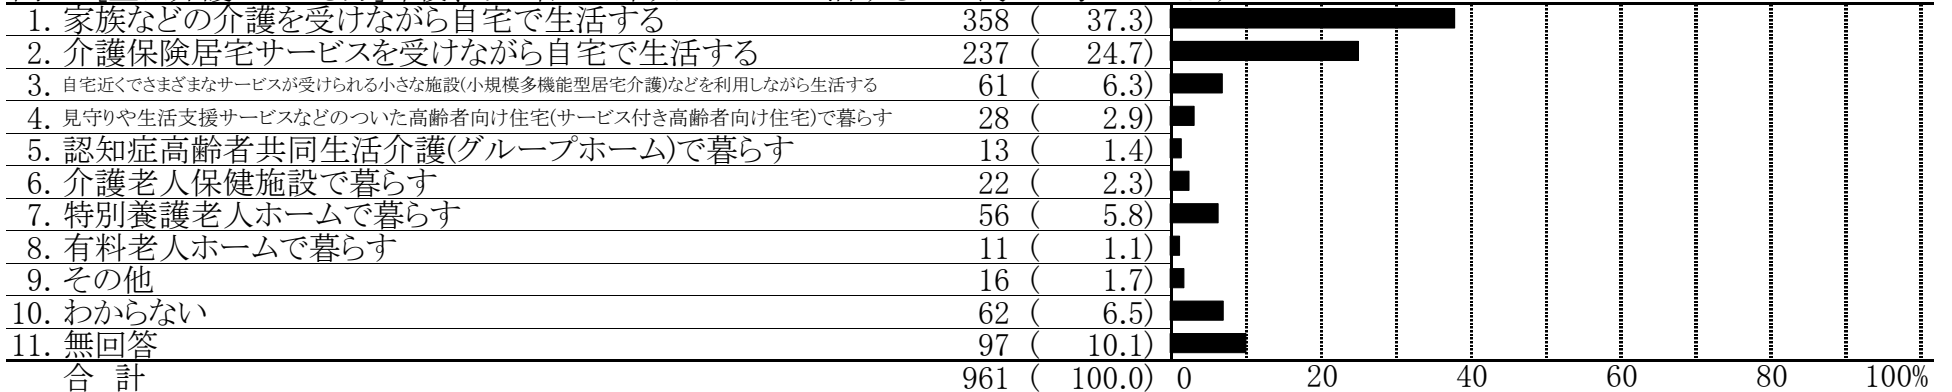 1. 家族などの介護を受けながら自宅で生活する 358 ( 37.3)
2. 介護保険居宅サービスを受けながら自宅で生活する 237 ( 24.7)
3. 自宅近くでさまざまなサービスが受けられる小さな施設(小規模多機能型居宅介護)などを利用しながら生活する 61 ( 6.3)
4. 見守りや生活支援サービスなどのついた高齢者向け住宅(サービス付き高齢者向け住宅)で暮らす 28 ( 2.9)
5. 認知症高齢者共同生活介護(グループホーム)で暮らす 13 ( 1.4)
6. 介護老人保健施設で暮らす 22 ( 2.3)
7. 特別養護老人ホームで暮らす 56 ( 5.8)
8. 有料老人ホームで暮らす 11 ( 1.1)
9. その他 16 ( 1.7)
10. わからない 62 ( 6.5)
11. 無回答 97 ( 10.1)
合 計 961 ( 100.0) 0 20 40 60 80 100%